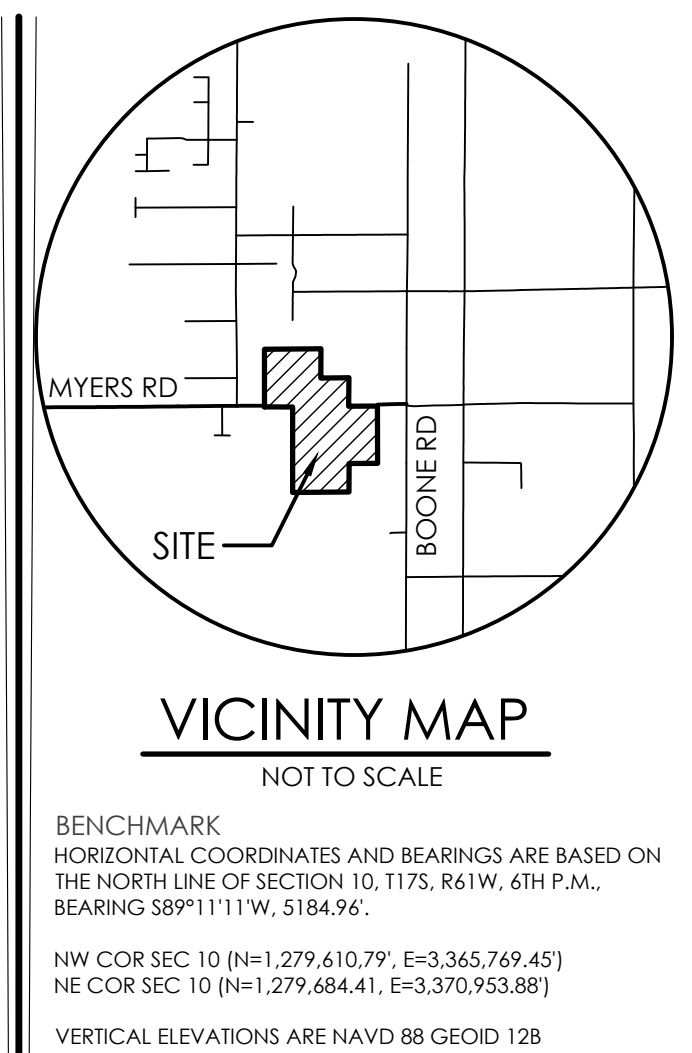 MYERS RD
BOONE RD
SITE
VICINITY MAP
NOT TO SCALE
BENCHMARK
HORIZONTAL COORDINATES AND BEARINGS ARE BASED ON
THE NORTH LINE OF SECTION 10, T17S, R61W, 6TH P.M.,
BEARING S89°11'11'W, 5184.96'.
NW COR SEC 10 (N=1,279,610,79', E=3,365,769.45')
NE COR SEC 10 (N=1,279,684.41, E=3,370,953.88')
VERTICAL ELEVATIONS ARE NAVD 88 GEOID 12B